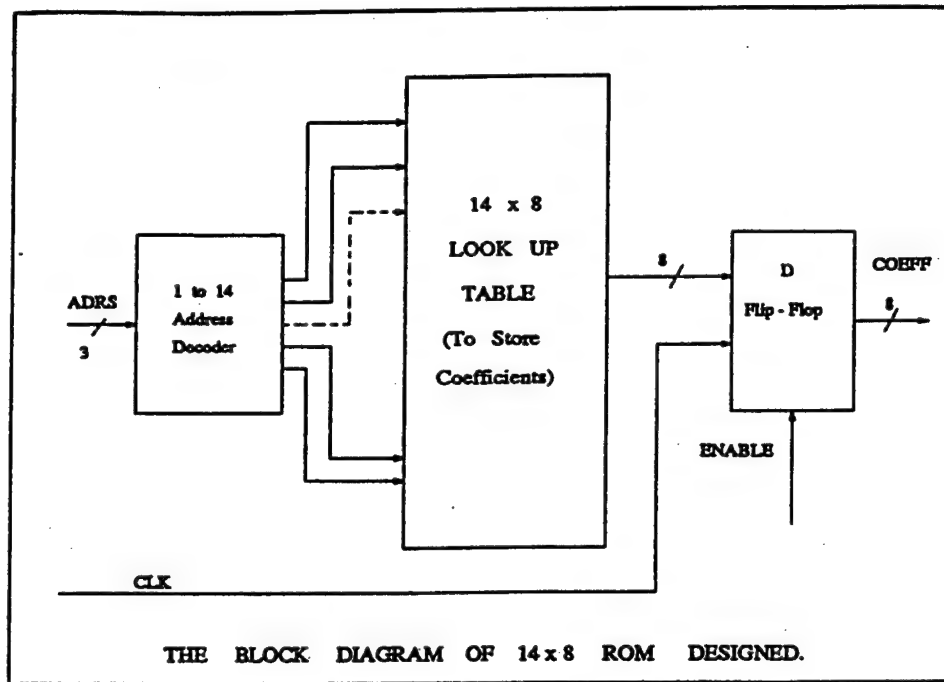 ADRS
3
1 to 14
Address
Docoder
14 x 8
LOOK UP
TABLE
(To Store
Coefficients)
8
D
Flip - Flop
COEFF
8
ENABLE
CLK
THE BLOCK DIAGRAM OF 14 x 8 ROM DESIGNED.